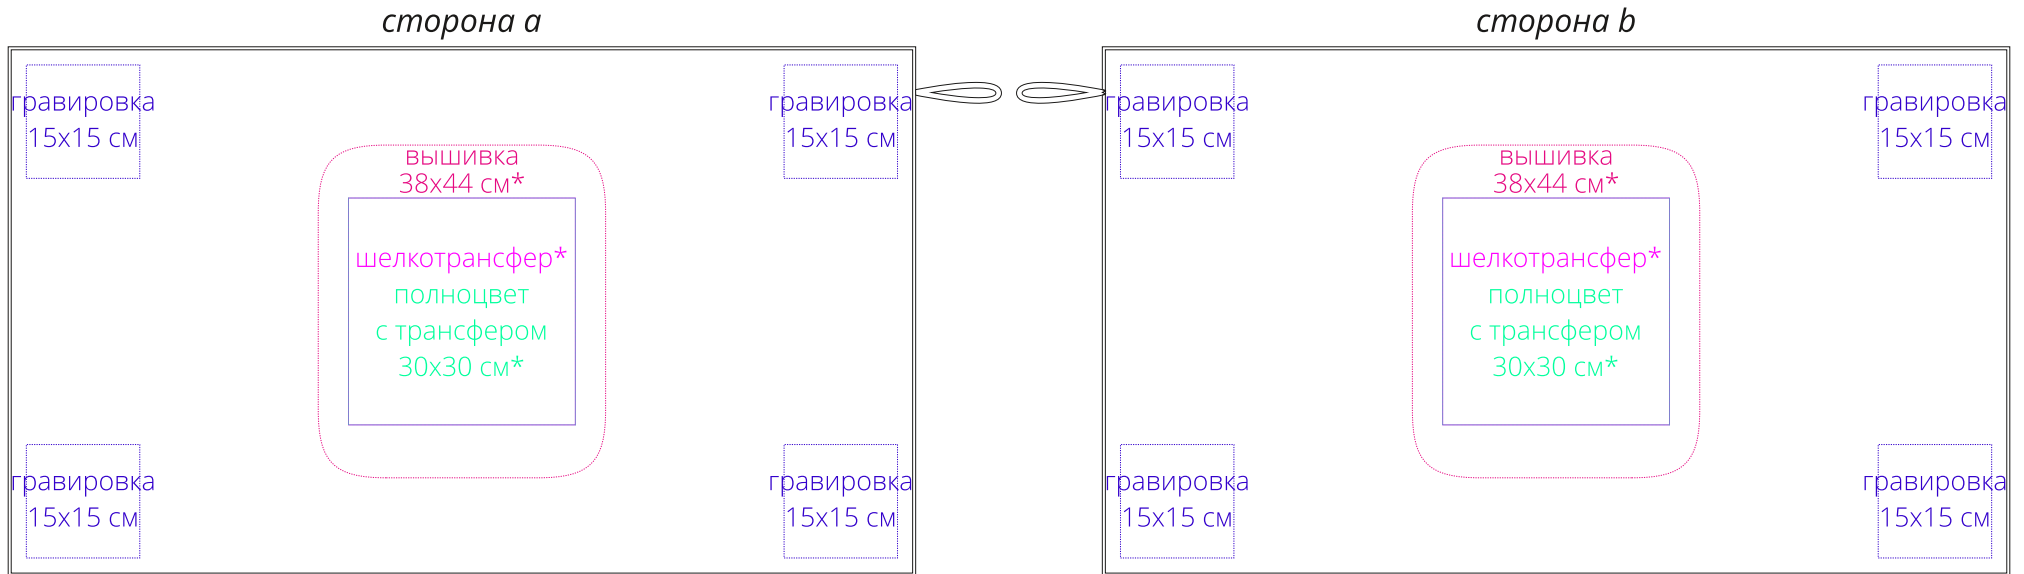 сторона a
сторона b
гравировка
15x15 см
гравировка
15x15 см
гравировка
15x15 см
гравировка
15x15 см
вышивка
38x44 см*
вышивка
38x44 см*
шелкотрансфер*
полноцвет
с трансфером
30x30 см*
шелкотрансфер*
полноцвет
с трансфером
30x30 см*
гравировка
15x15 см
гравировка
15x15 см
гравировка
15x15 см
гравировка
15x15 см